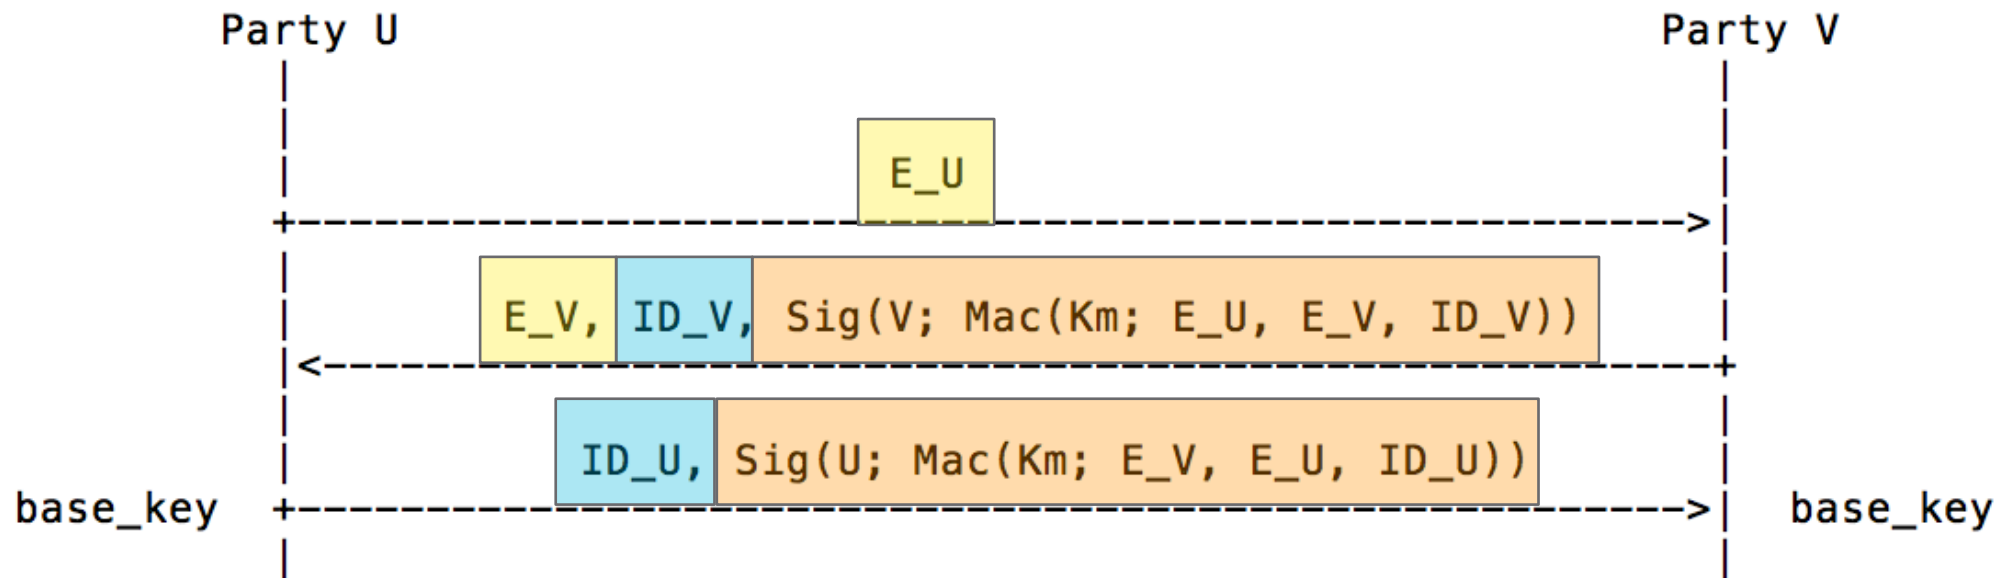 Party U Party V
E_U
E_V, ID_V, Sig(V; Mac(Km; E_U, E_V, ID_V))
ID_U, Sig(U; Mac(Km; E_V, E_U, ID_U))
base_key base_key